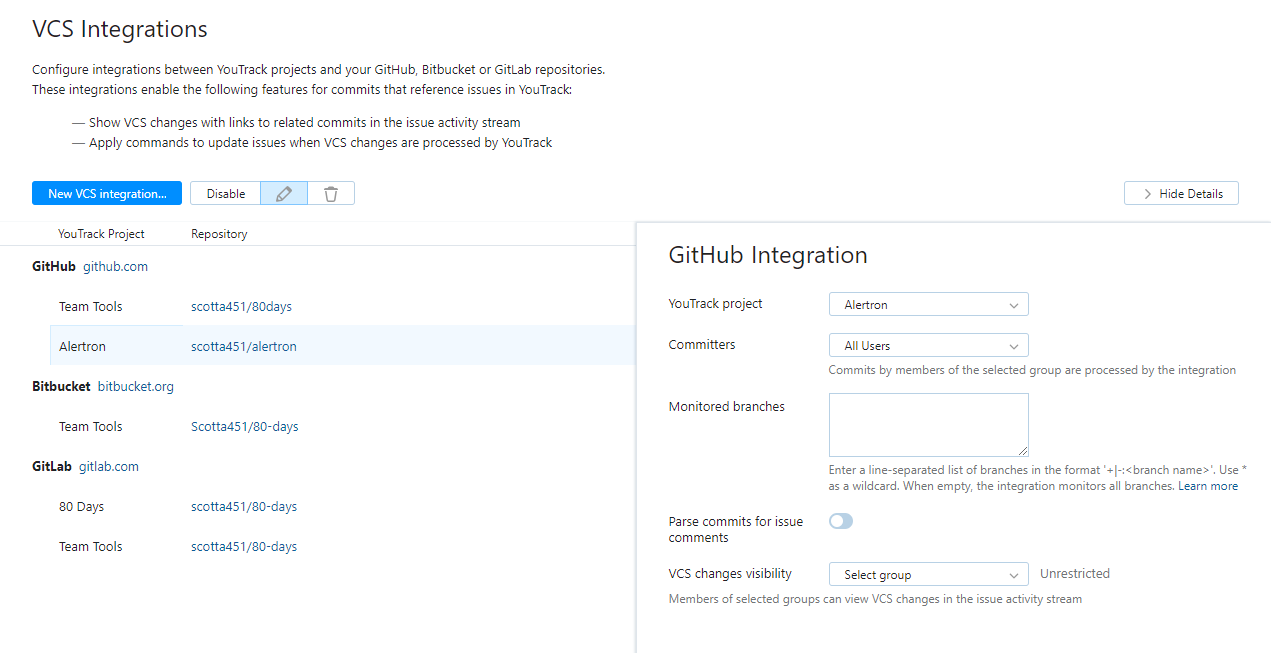 VCS Integrations
Configure integrations between YouTrack projects and your GitHub, Bitbucket or GitLab repositories.
These integrations enable the following features for commits that reference issues in YouTrack:
— Show VCS changes with links to related commits in the issue activity stream
— Apply commands to update issues when VCS changes are processed by YouTrack
New VCS integration... Disable Hide Details
YouTrack Project Repository
GitHub github.com
Team Tools scotta451/80days
Alertron scotta451/alertron
Bitbucket bitbucket.org
Team Tools Scotta451/80-days
GitLab gitlab.com
80 Days scotta451/80-days
Team Tools scotta451/80-days
GitHub Integration
YouTrack project Alertron
Committers All Users
Commits by members of the selected group are processed by the integration
Monitored branches
Enter a line-separated list of branches in the format '+|-:<branch name>'. Use *
as a wildcard. When empty, the integration monitors all branches. Learn more
Parse commits for issue
comments
VCS changes visibility Select group Unrestricted
Members of selected groups can view VCS changes in the issue activity stream